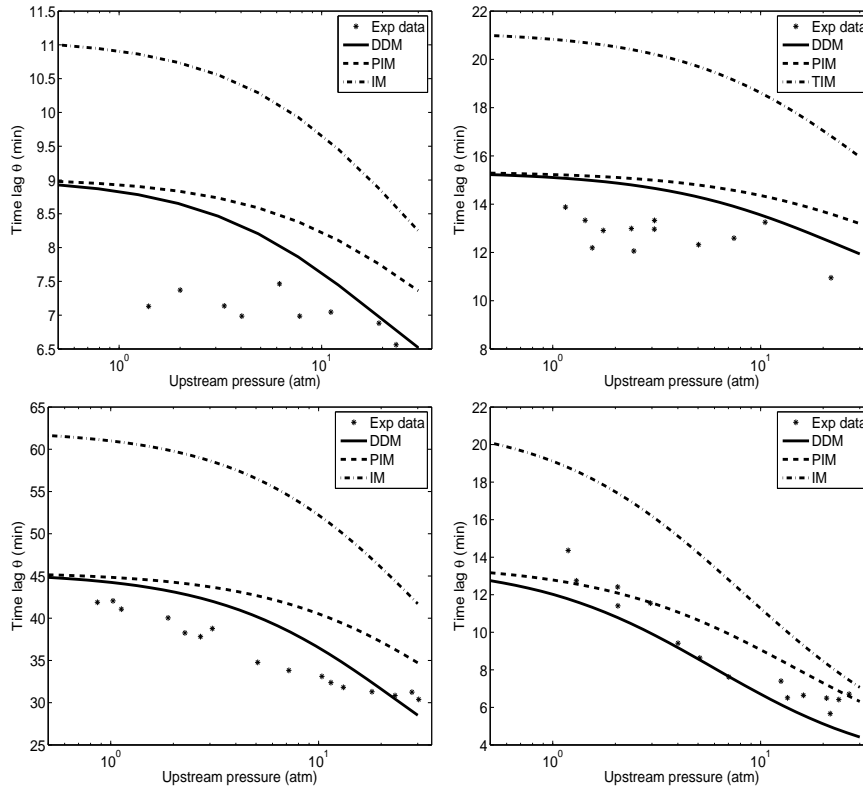 11.5
11
10.5
10
9.5
9
8.5
8
7.5
7
6.5
10^0
10^1
Time lag θ (min)
Upstream pressure (atm)
Exp data
DDM
PIM
IM
22
20
18
16
14
12
10
8
10^0
10^1
Time lag θ (min)
Upstream pressure (atm)
Exp data
DDM
PIM
TIM
65
60
55
50
45
40
35
30
25
10^0
10^1
Time lag θ (min)
Upstream pressure (atm)
Exp data
DDM
PIM
IM
22
20
18
16
14
12
10
8
6
4
10^0
10^1
Time lag θ (min)
Upstream pressure (atm)
Exp data
DDM
PIM
IM